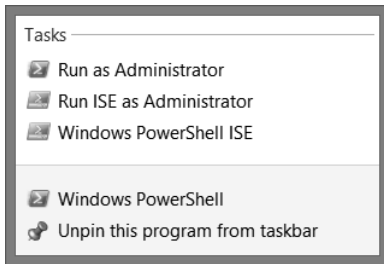 Tasks
Run as Administrator
Run ISE as Administrator
Windows PowerShell ISE
Windows PowerShell
Unpin this program from taskbar